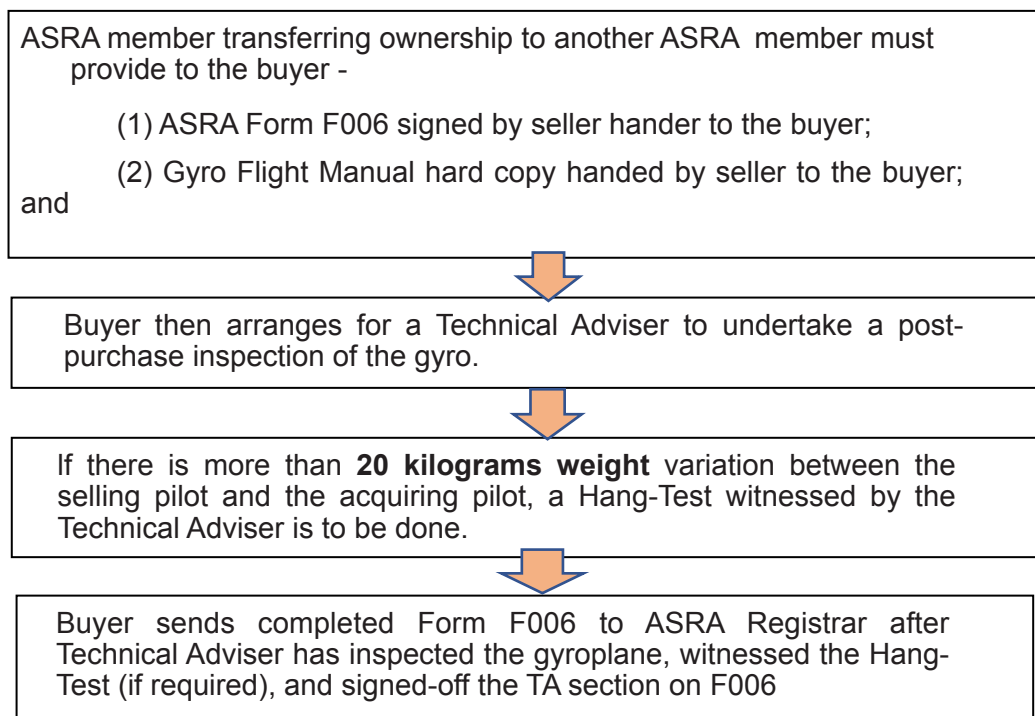 ASRA member transferring ownership to another ASRA member must
provide to the buyer -
(1) ASRA Form F006 signed by seller hander to the buyer;
(2) Gyro Flight Manual hard copy handed by seller to the buyer;
and
Buyer then arranges for a Technical Adviser to undertake a post-
purchase inspection of the gyro.
If there is more than 20 kilograms weight variation between the
selling pilot and the acquiring pilot, a Hang-Test witnessed by the
Technical Adviser is to be done.
Buyer sends completed Form F006 to ASRA Registrar after
Technical Adviser has inspected the gyroplane, witnessed the Hang-
Test (if required), and signed-off the TA section on F006